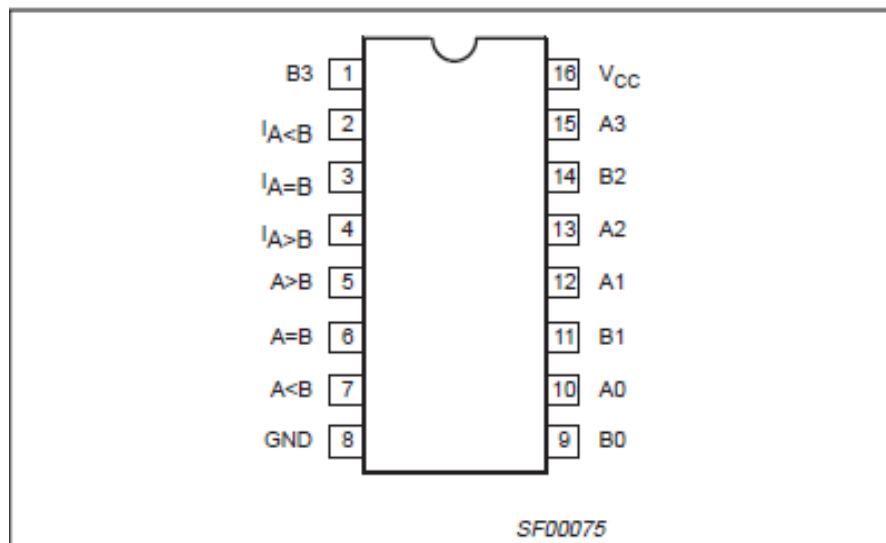 B3 1 16 VCC
IA<B 2 15 A3
IA=B 3 14 B2
IA>B 4 13 A2
A>B 5 12 A1
A=B 6 11 B1
A<B 7 10 A0
GND 8 9 B0
SF00075